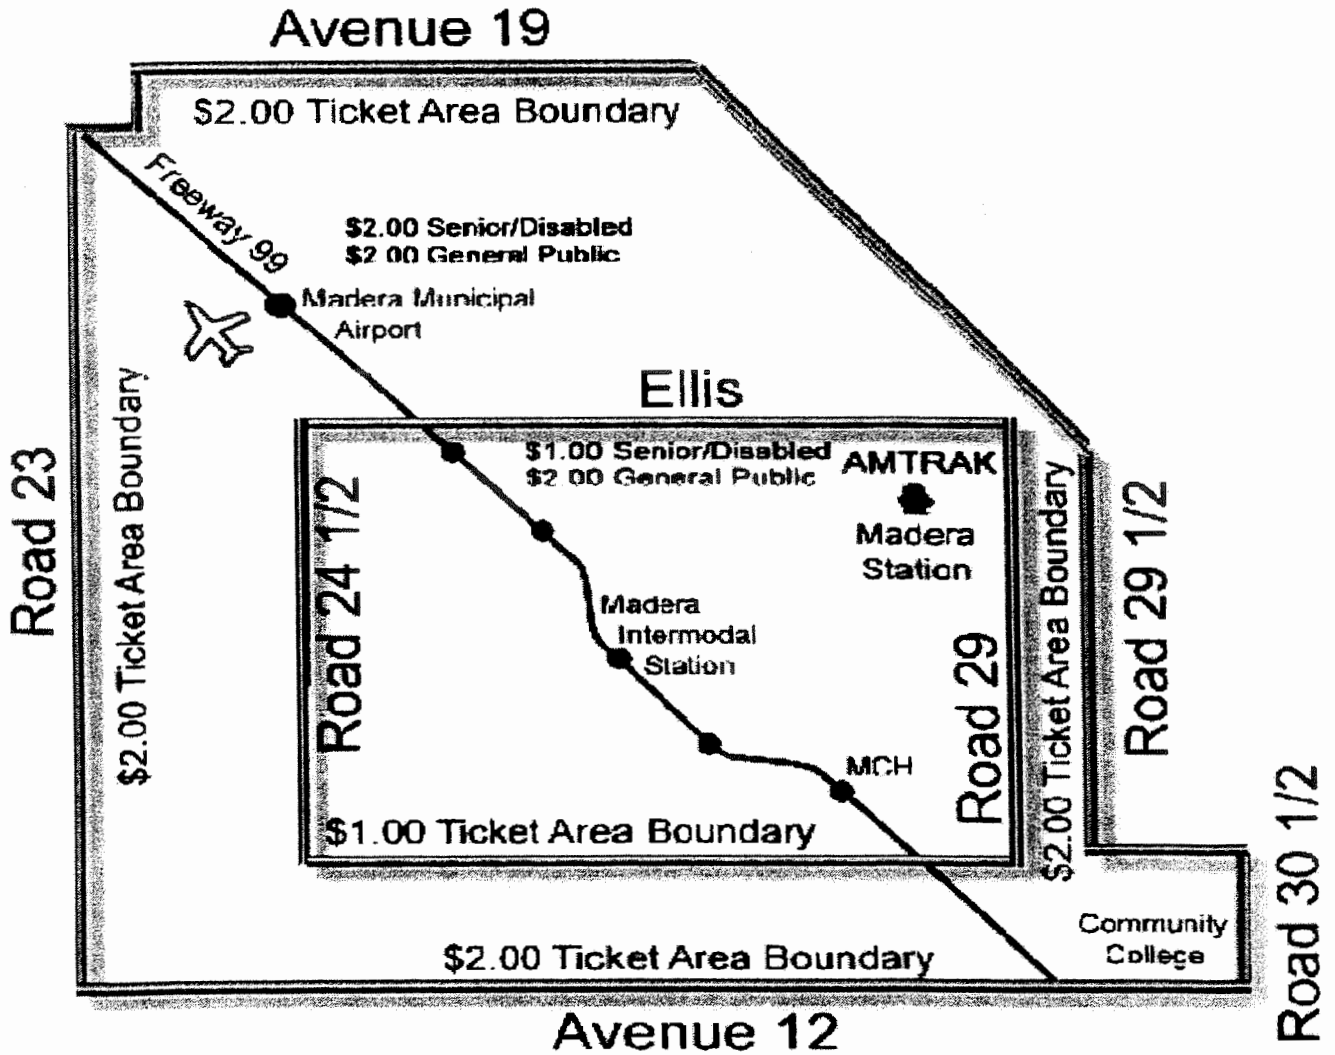 Avenue 19
$2.00 Ticket Area Boundary
Freeway 99
$2.00 Senior/Disabled
$2.00 General Public
Madera Municipal
Airport
Ellis
$1.00 Senior/Disabled
$2.00 General Public
AMTRAK
Madera
Station
Road 23
$2.00 Ticket Area Boundary
Road 24 1/2
Madera
Intermodal
Station
Road 29
$2.00 Ticket Area Boundary
Road 29 1/2
MCH
$1.00 Ticket Area Boundary
Community
College
Road 30 1/2
$2.00 Ticket Area Boundary
Avenue 12